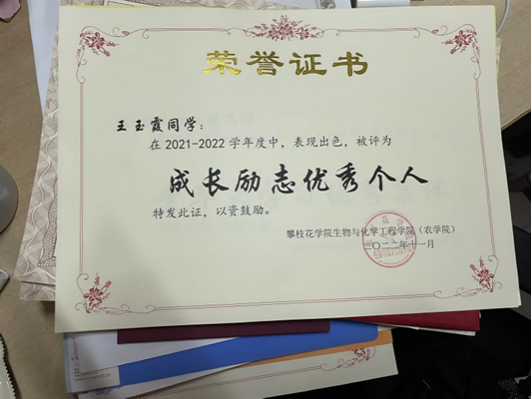 荣誉证书
王玉霞同学：
在2021-2022学年度中，表现出色，被评为
成长励志优秀个人
特发此证，以资鼓励。
攀枝花学院生物与化学工程学院（农学院）
二〇二二年十一月